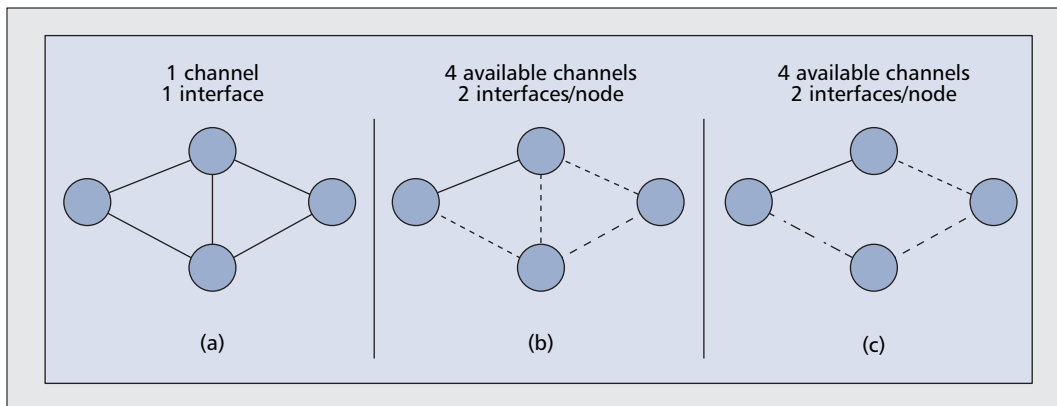 1 channel
1 interface
4 available channels
2 interfaces/node
4 available channels
2 interfaces/node
(a)
(b)
(c)